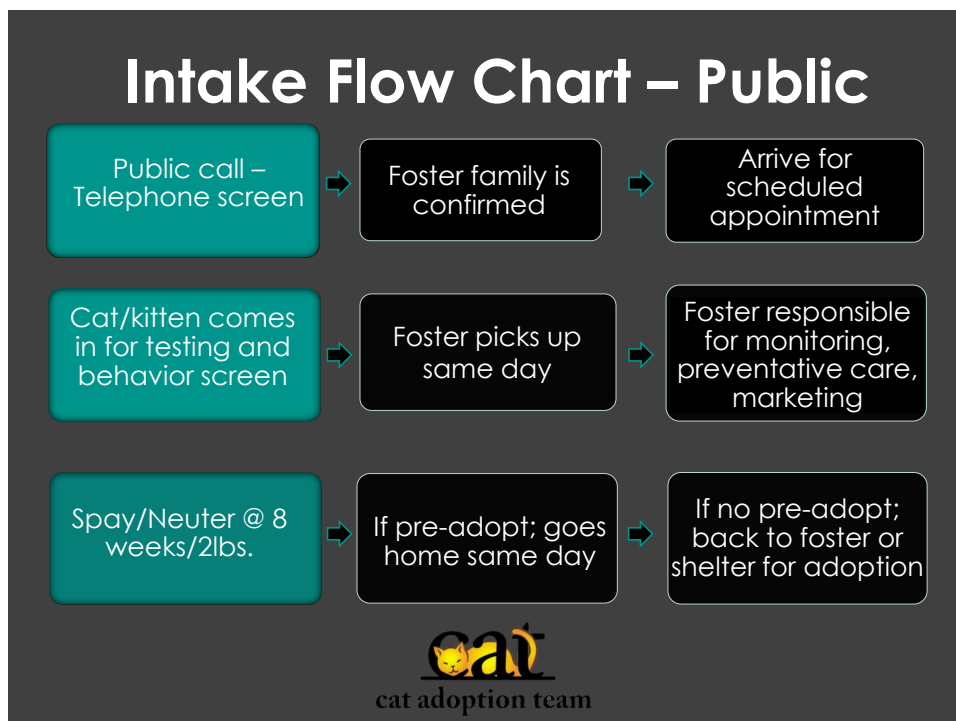 Intake Flow Chart – Public
Public call –
Telephone screen
Foster family is
confirmed
Arrive for
scheduled
appointment
Cat/kitten comes
in for testing and
behavior screen
Foster picks up
same day
Foster responsible
for monitoring,
preventative care,
marketing
Spay/Neuter @ 8
weeks/2lbs.
If pre-adopt; goes
home same day
If no pre-adopt;
back to foster or
shelter for adoption
cat
cat adoption team